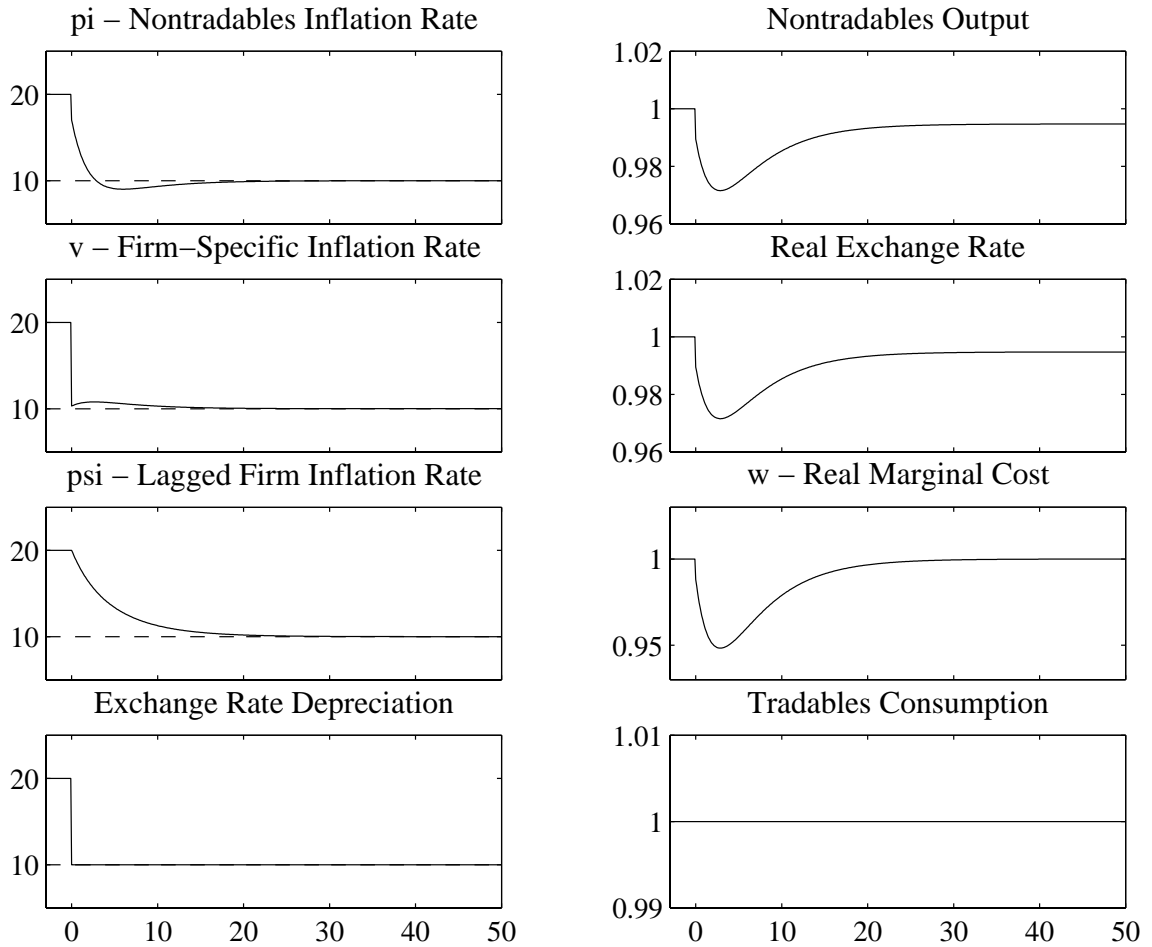 pi – Nontradables Inflation Rate
20
10
v – Firm–Specific Inflation Rate
20
10
psi – Lagged Firm Inflation Rate
20
10
Exchange Rate Depreciation
20
10
0 10 20 30 40 50
Nontradables Output
1.02
1
0.98
0.96
Real Exchange Rate
1.02
1
0.98
0.96
w – Real Marginal Cost
1
0.95
Tradables Consumption
1.01
1
0.99
0 10 20 30 40 50